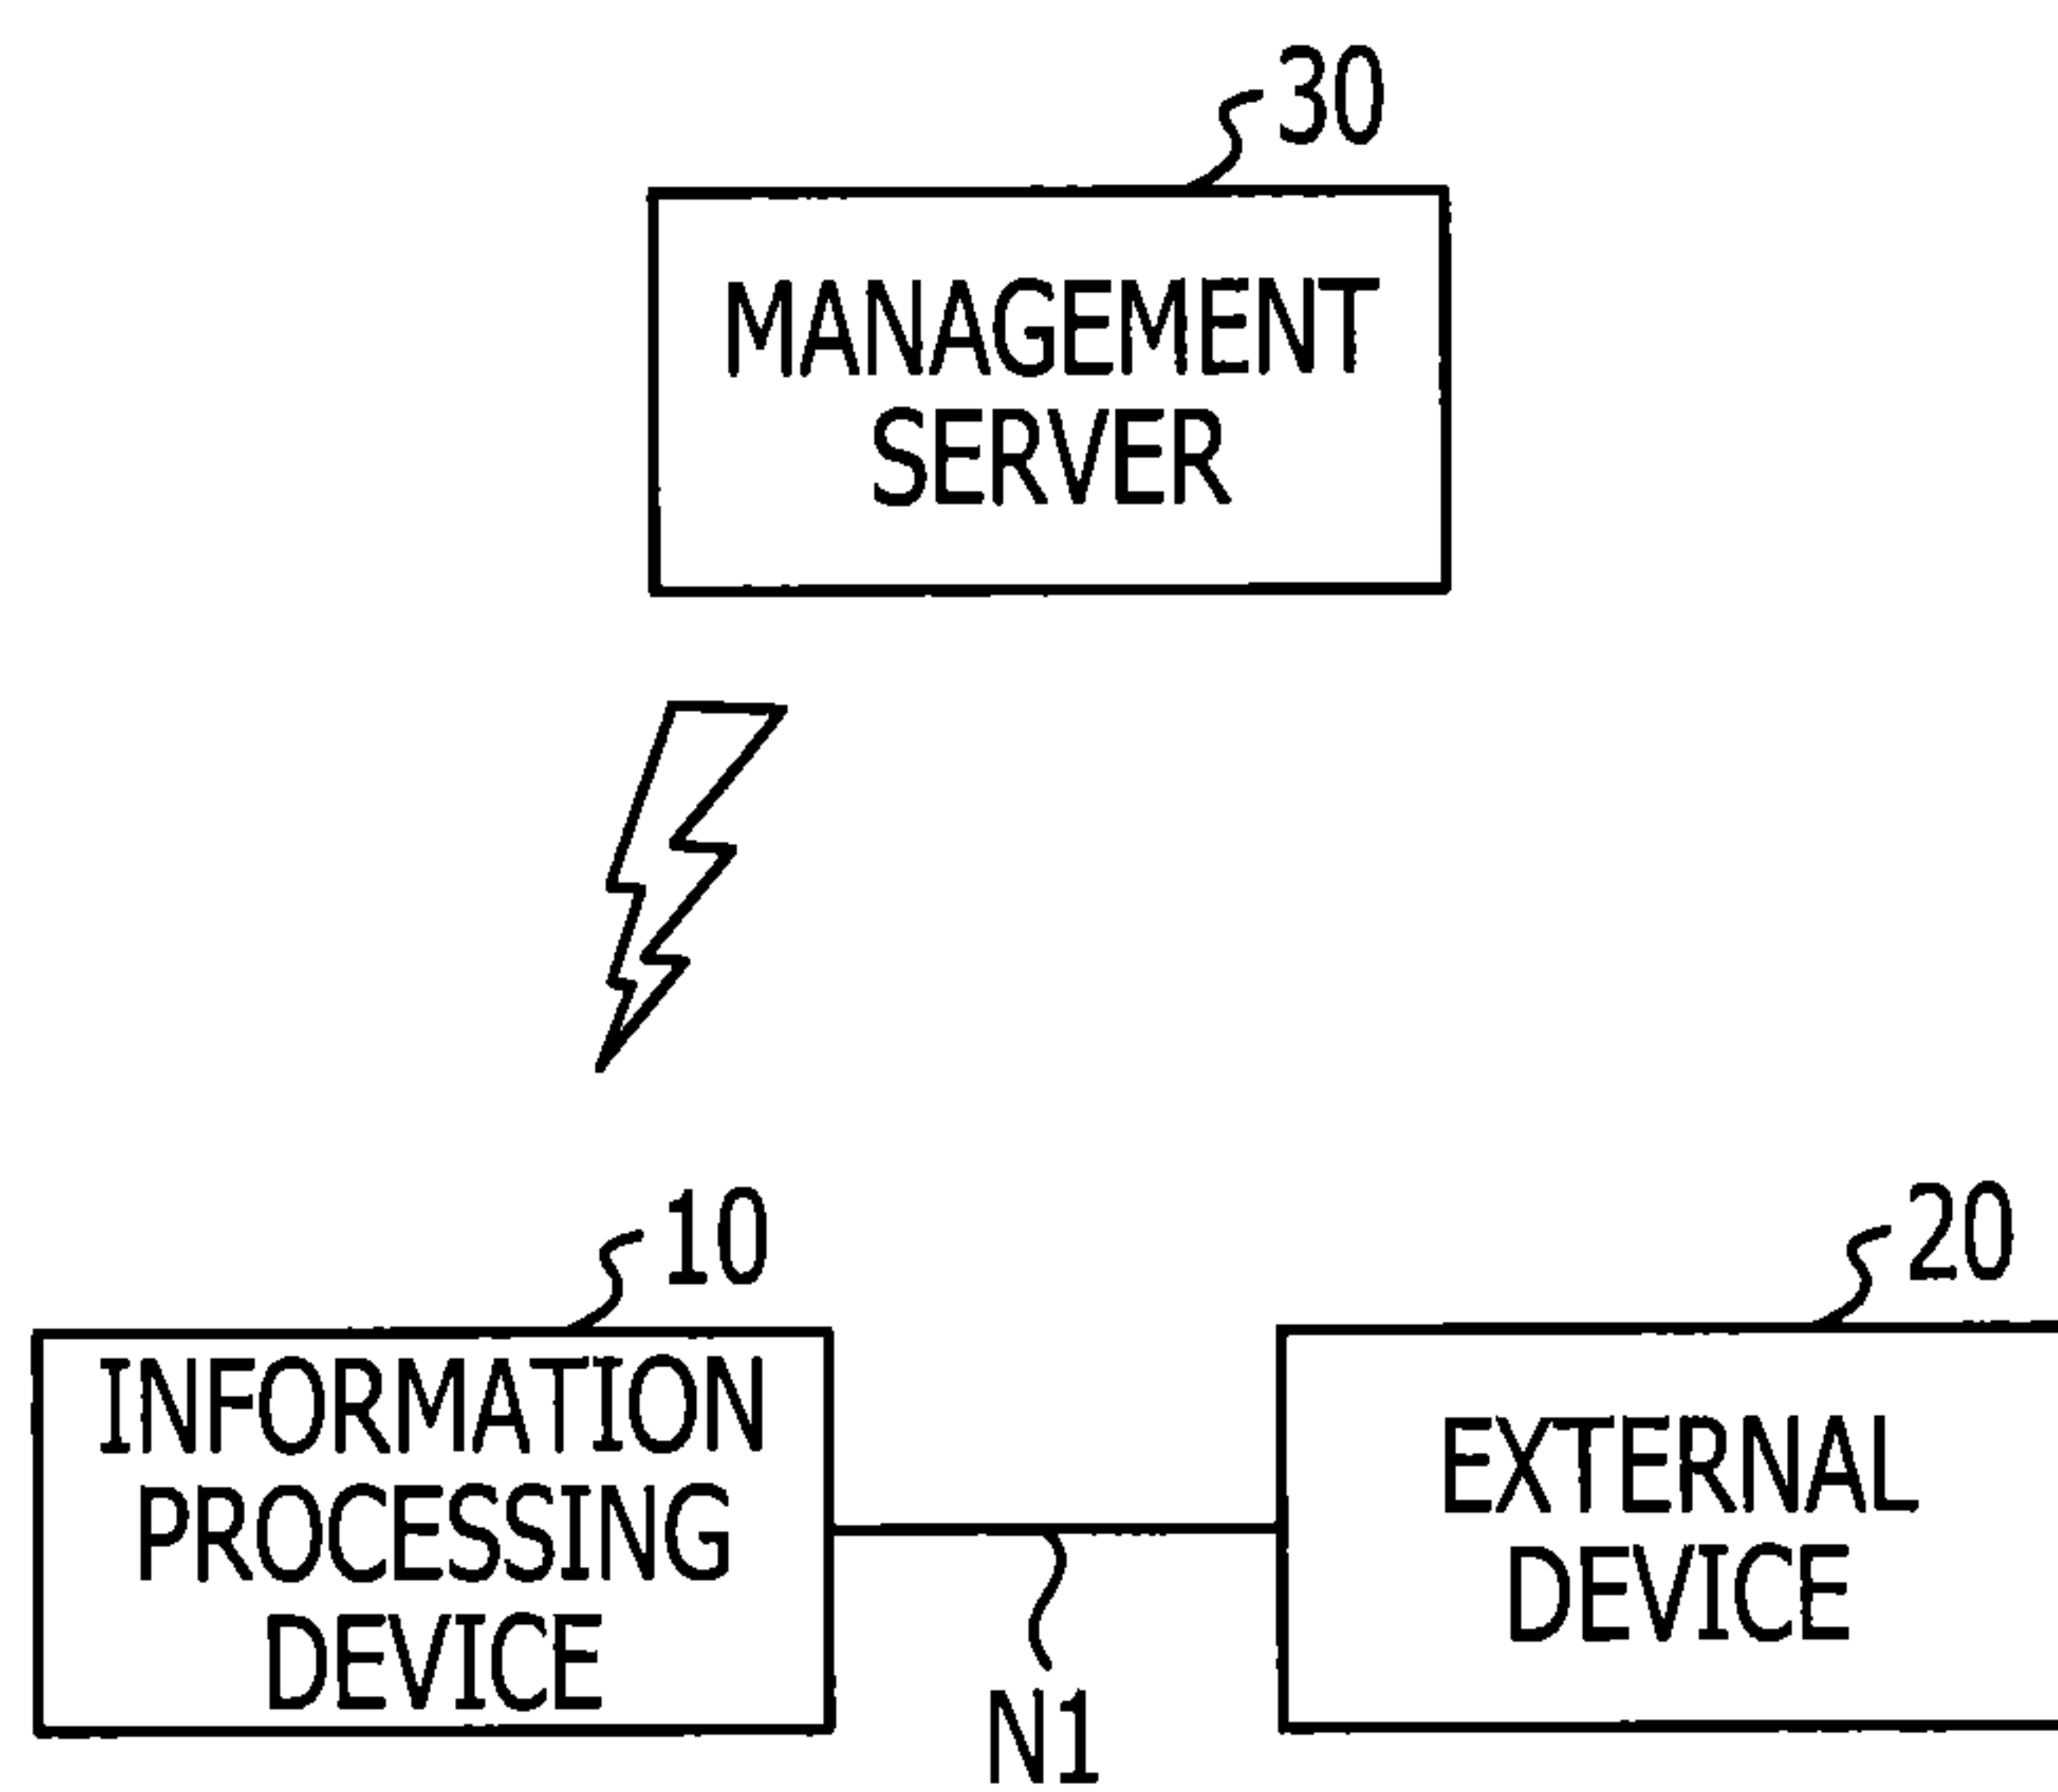 30
MANAGEMENT
SERVER
10
20
INFORMATION
PROCESSING
DEVICE
EXTERNAL
DEVICE
N1